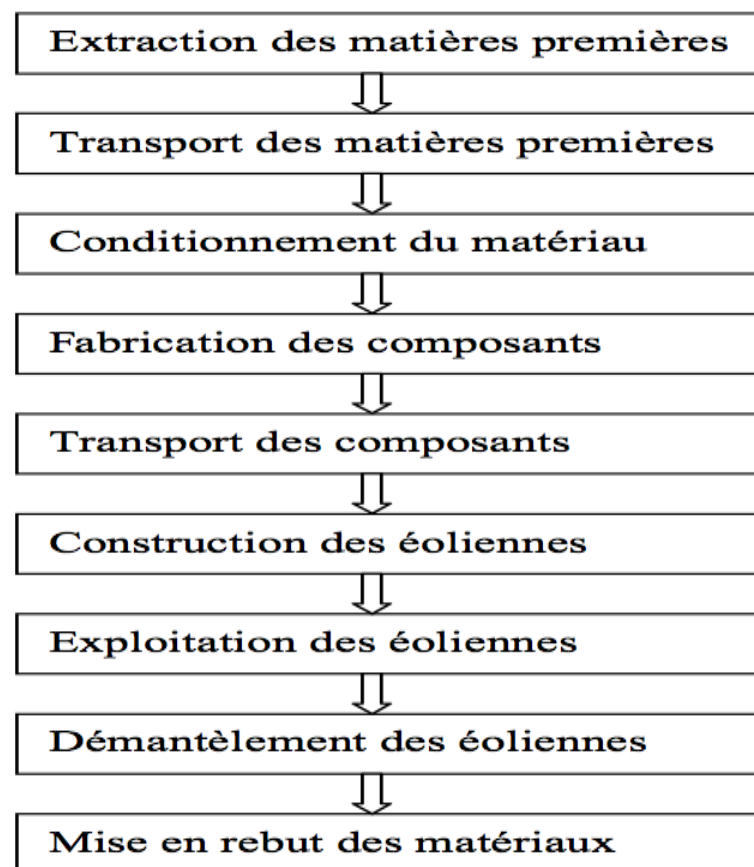 Extraction des matières premières
Transport des matières premières
Conditionnement du matériau
Fabrication des composants
Transport des composants
Construction des éoliennes
Exploitation des éoliennes
Démantèlement des éoliennes
Mise en rebut des matériaux